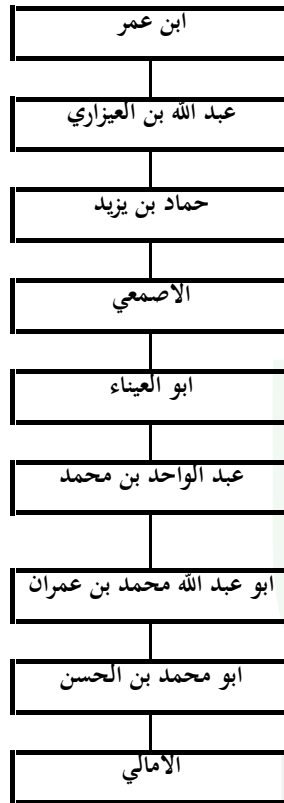 ابن عمر
عبد الله بن العيزاري
حماد بن يزيد
الاصمعي
ابو العيناء
عبد الواحد بن محمد
ابو عبد الله محمد بن عمران
ابو محمد بن الحسن
الامالي